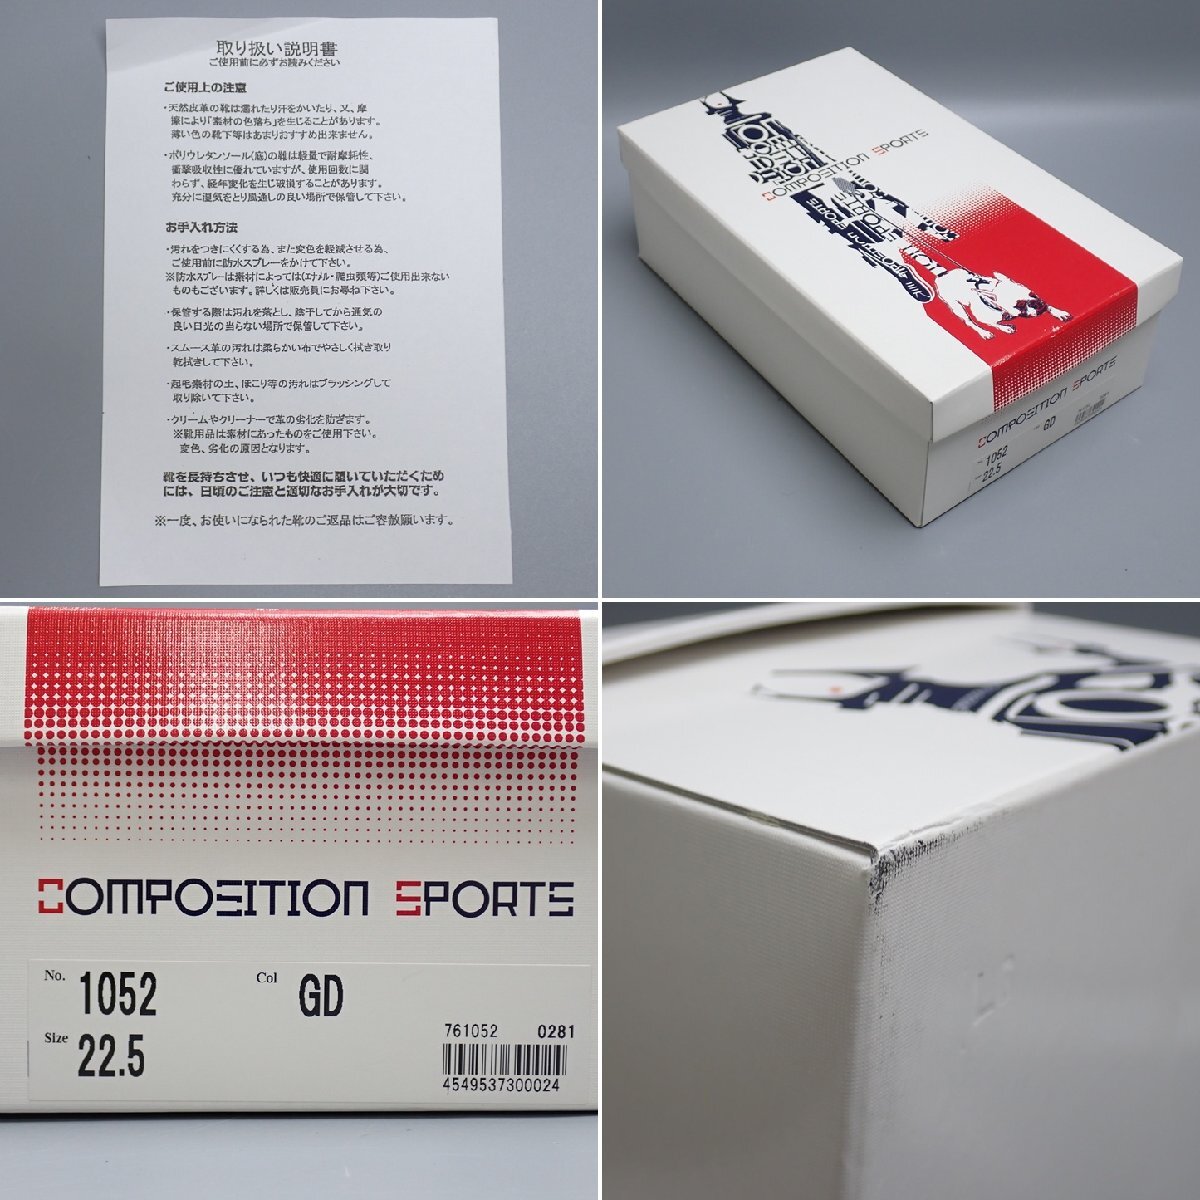 取り扱い説明書
ご使用前に必ずお読みください
ご使用上の注意
・天然皮革の靴は濡れたり汗をかいたり、又、摩
擦により「素材の色落ち」を生じることがあります。
薄い色の靴下等はあまりおすすめ出来ません。
・ポリウレタンソール(底)の靴は軽量で耐摩耗性、
衝撃吸収性に優れていますが、使用回数に関
わらず、経年変化を生じ破損することがあります。
充分に湿気をとり風通しの良い場所で保管して下さい。
お手入れ方法
・汚れをつきにくくする為、また変色を軽減させる為、
ご使用前に防水スプレーをかけて下さい。
※防水スプレーは素材によっては(エナメル・爬虫類等)ご使用出来ない
ものもございます。詳しくは販売員にお尋ね下さい。
・保管する際は汚れを落とし、陰干してから通気の
良い日光の当らない場所で保管して下さい。
・スムース革の汚れは柔らかい布でやさしく拭き取り
乾拭きして下さい。
・起毛素材の土、ほこり等の汚れはブラッシングして
取り除いて下さい。
・クリームやクリーナーで革の劣化を防ぎます。
※靴用品は素材にあったものをご使用下さい。
変色、劣化の原因となります。
靴を長持ちさせ、いつも快適に履いていただくため
には、日頃のご注意と適切なお手入れが大切です。
※一度、お使いになられた靴のご返品はご容赦願います。
COMPOSITION SPORTS
COMPOSITION SPORTS
1052
GD
22.5
COMPOSITION SPORTS
No. 1052 Col GD
Size 22.5
761052 0281
4549537300024